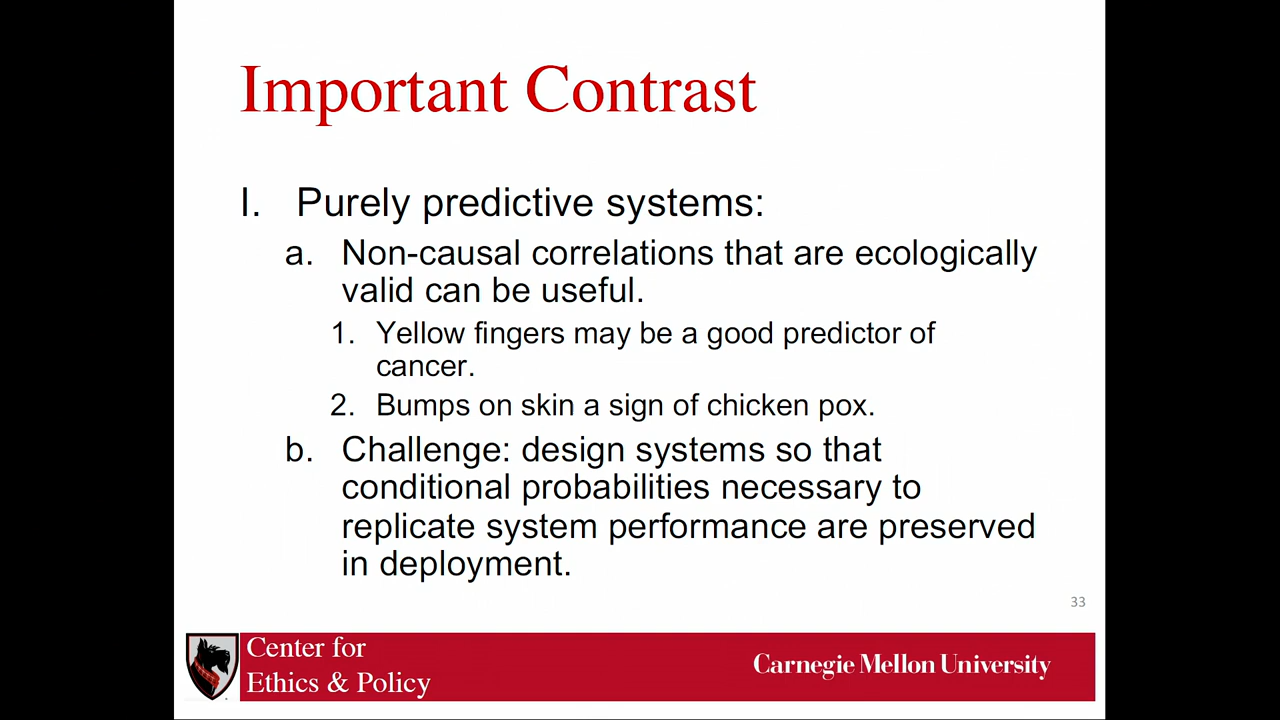 Important Contrast
I. Purely predictive systems:
a. Non-causal correlations that are ecologically
valid can be useful.
1. Yellow fingers may be a good predictor of
cancer.
2. Bumps on skin a sign of chicken pox.
b. Challenge: design systems so that
conditional probabilities necessary to
replicate system performance are preserved
in deployment.
33
Center for
Ethics & Policy
Carnegie Mellon University